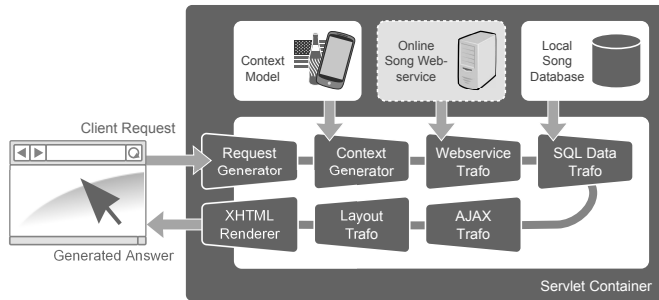 Context
Model
Online
Song Web-
service
Local
Song
Database
Client Request
Request
Generator
Context
Generator
Webservice
Trafo
SQL Data
Trafo
XHTML
Renderer
Layout
Trafo
AJAX
Trafo
Generated Answer
Servlet Container